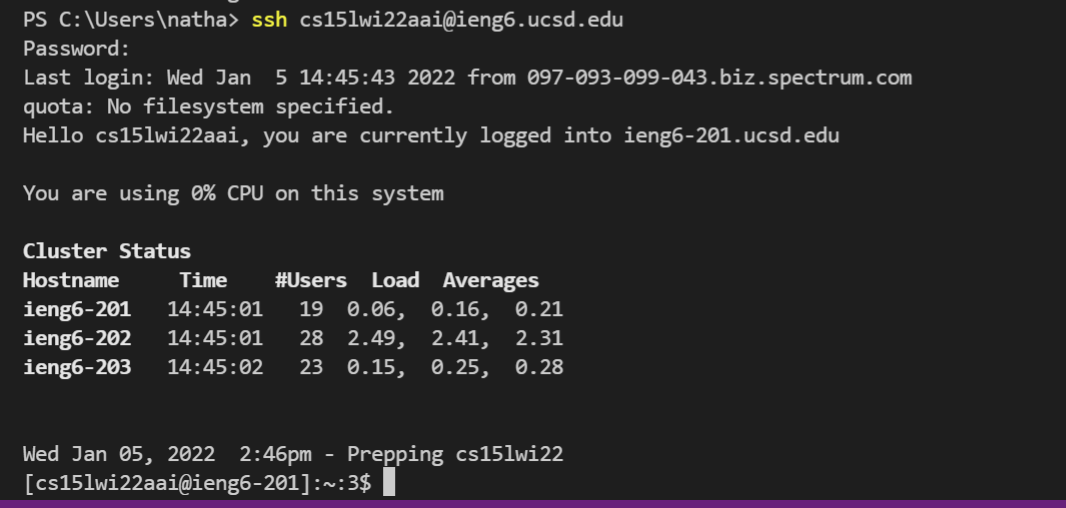 PS C:\Users\natha> ssh cs15lwi22aai@ieng6.ucsd.edu
Password:
Last login: Wed Jan  5 14:45:43 2022 from 097-093-099-043.biz.spectrum.com
quota: No filesystem specified.
Hello cs15lwi22aai, you are currently logged into ieng6-201.ucsd.edu
You are using 0% CPU on this system
Cluster Status
Hostname     Time    #Users  Load  Averages
ieng6-201   14:45:01   19  0.06,  0.16,  0.21
ieng6-202   14:45:01   28  2.49,  2.41,  2.31
ieng6-203   14:45:02   23  0.15,  0.25,  0.28
Wed Jan 05, 2022  2:46pm - Prepping cs15lwi22
[cs15lwi22aai@ieng6-201]:~:3$